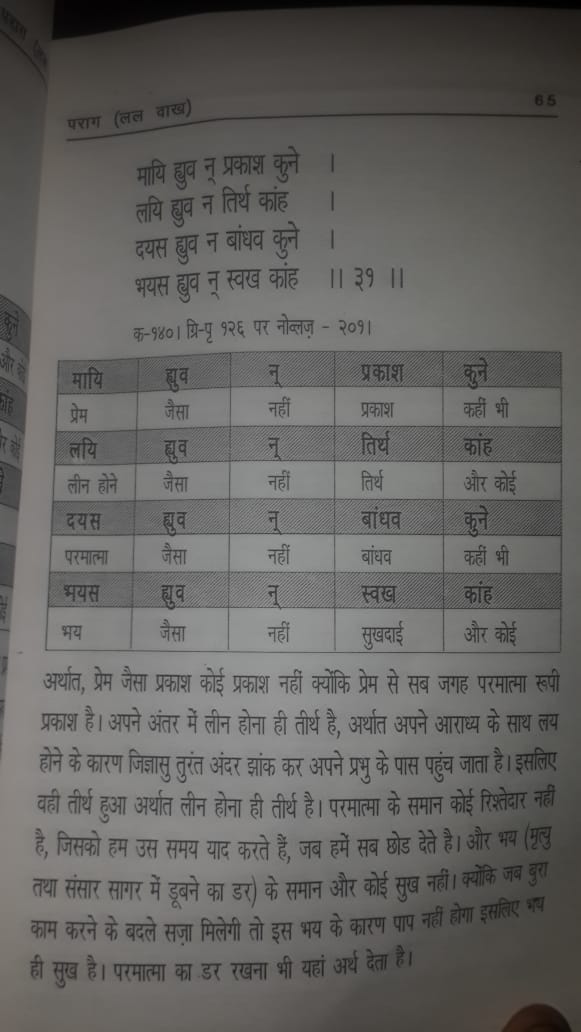 पराग (लल वाख)
65
मायि ह्युव न् प्रकाश कुने ।
लयि ह्युव न तिर्थ कांह ।
दयस ह्युव न बांधव कुने ।
भयस ह्युव न् स्वख कांह ।। ३१ ।।
क-१४०। ग्रि-पृ १२६ पर नोव्लज़ - २०१।
मायि ह्युव न् प्रकाश कुने
प्रेम जैसा नहीं प्रकाश कहीं भी
लयि ह्युव न् तिर्थ कांह
लीन होने जैसा नहीं तिर्थ और कोई
दयस ह्युव न् बांधव कुने
परमात्मा जैसा नहीं बांधव कहीं भी
भयस ह्युव न् स्वख कांह
भय जैसा नहीं सुखदाई और कोई
अर्थात, प्रेम जैसा प्रकाश कोई प्रकाश नहीं क्योंकि प्रेम से सब जगह परमात्मा रूपी
प्रकाश है। अपने अंतर में लीन होना ही तीर्थ है, अर्थात अपने आराध्य के साथ लय
होने के कारण जिज्ञासु तुरंत अंदर झांक कर अपने प्रभु के पास पहुंच जाता है। इसलिए
वही तीर्थ हुआ अर्थात लीन होना ही तीर्थ है। परमात्मा के समान कोई रिश्तेदार नहीं
है, जिसको हम उस समय याद करते हैं, जब हमें सब छोड देते है। और भय (मृत्यु
तथा संसार सागर में डूबने का डर) के समान और कोई सुख नहीं। क्योंकि जब बुरा
काम करने के बदले सज़ा मिलेगी तो इस भय के कारण पाप नहीं होगा इसलिए भय
ही सुख है। परमात्मा का डर रखना भी यहां अर्थ देता है।
कुने
और कोई
कांह